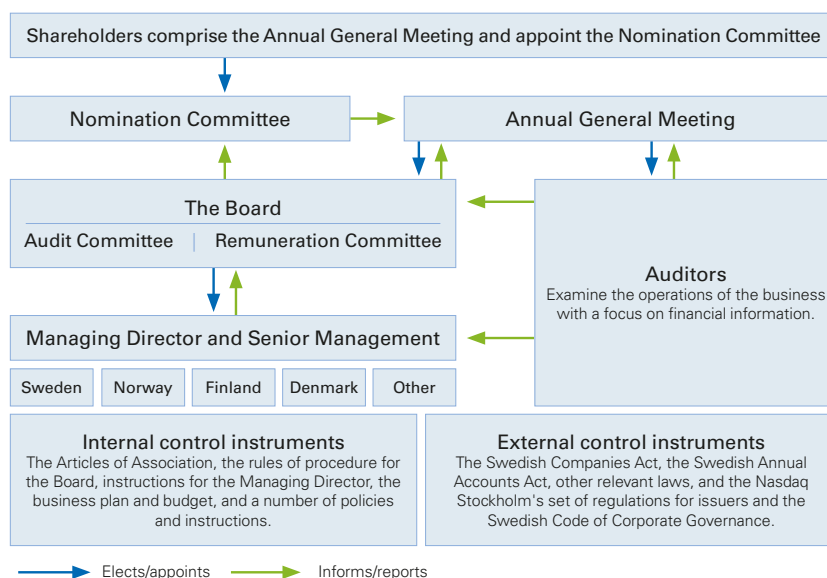 Shareholders comprise the Annual General Meeting and appoint the Nomination Committee
Nomination Committee
Annual General Meeting
The Board
Audit Committee | Remuneration Committee
Auditors
Examine the operations of the business
with a focus on financial information.
Managing Director and Senior Management
Sweden
Norway
Finland
Denmark
Other
Internal control instruments
The Articles of Association, the rules of procedure for
the Board, instructions for the Managing Director, the
business plan and budget, and a number of policies
and instructions.
External control instruments
The Swedish Companies Act, the Swedish Annual
Accounts Act, other relevant laws, and the Nasdaq
Stockholm's set of regulations for issuers and the
Swedish Code of Corporate Governance.
Elects/appoints
Informs/reports